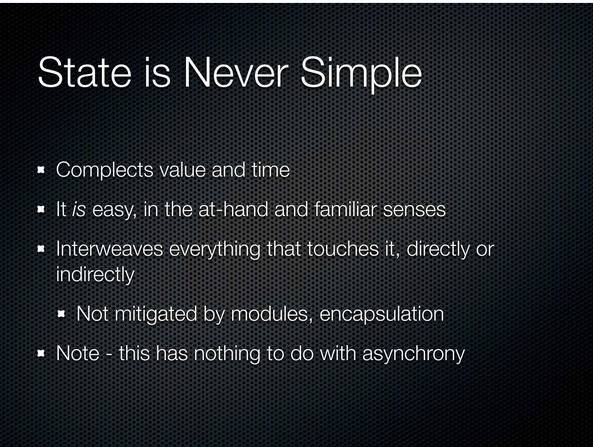 State is Never Simple
Complects value and time
It is easy, in the at-hand and familiar senses
Interweaves everything that touches it, directly or
indirectly
Not mitigated by modules, encapsulation
Note - this has nothing to do with asynchrony